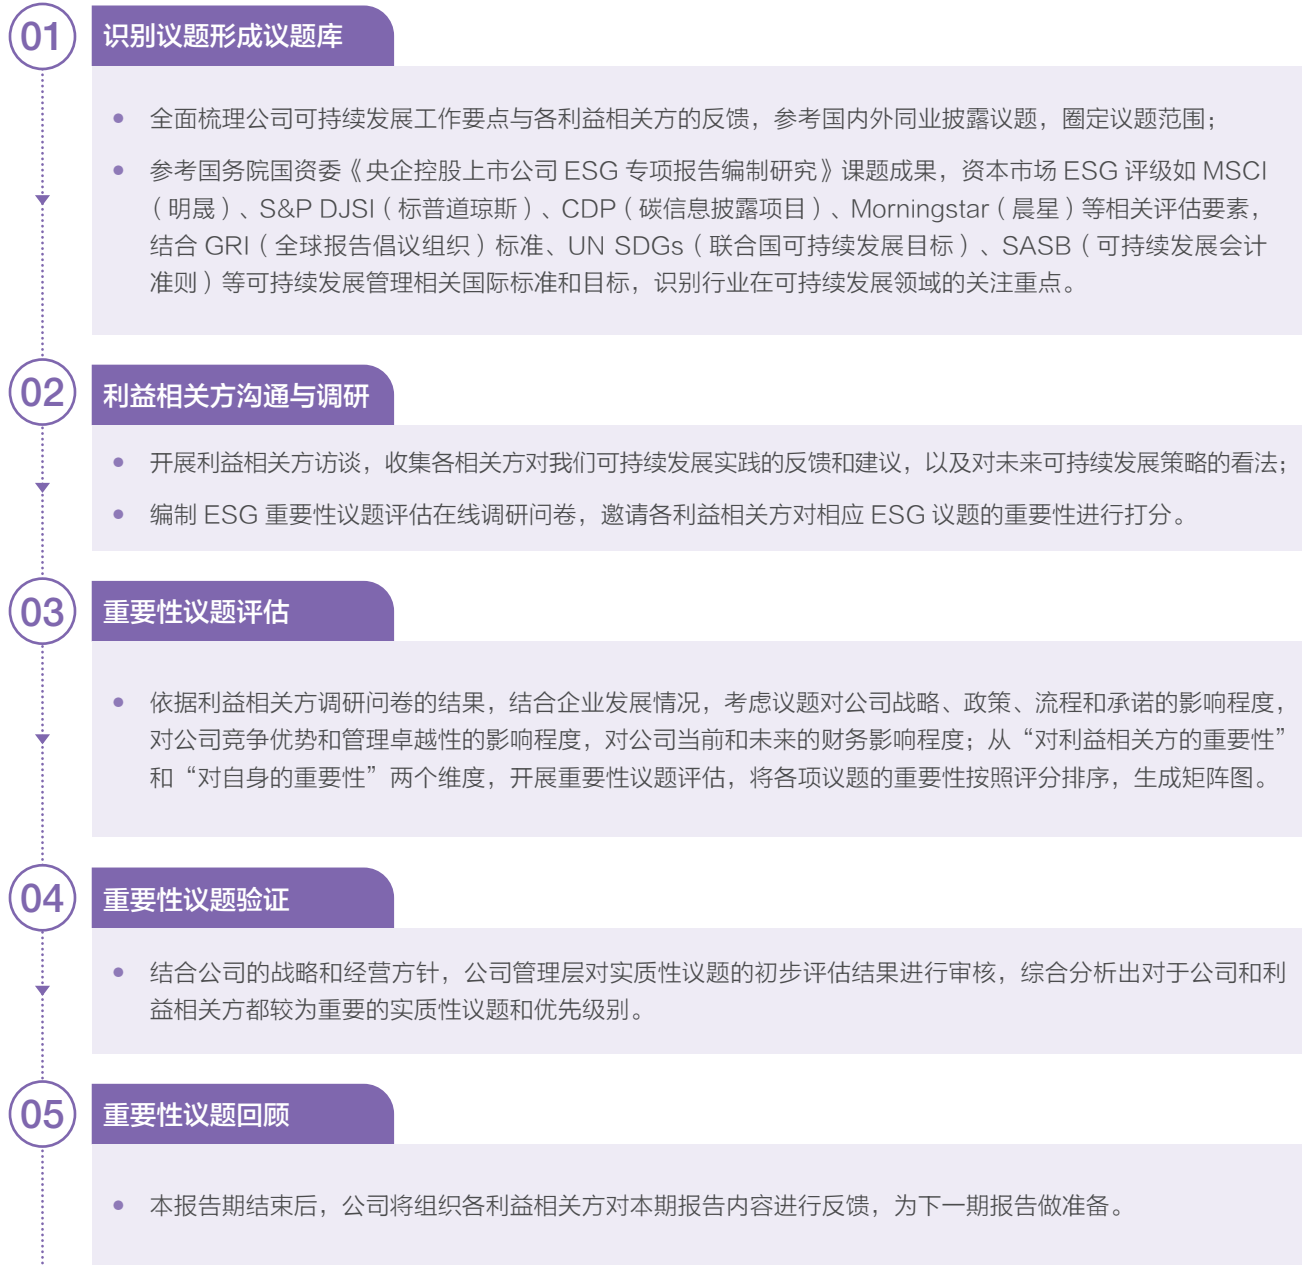 01
识别议题形成议题库
• 全面梳理公司可持续发展工作要点与各利益相关方的反馈，参考国内外同业披露议题，圈定议题范围；
• 参考国务院国资委《央企控股上市公司 ESG 专项报告编制研究》课题成果，资本市场 ESG 评级如 MSCI
（明晟）、S&P DJSI（标普道琼斯）、CDP（碳信息披露项目）、Morningstar（晨星）等相关评估要素，
结合 GRI（全球报告倡议组织）标准、UN SDGs（联合国可持续发展目标）、SASB（可持续发展会计
准则）等可持续发展管理相关国际标准和目标，识别行业在可持续发展领域的关注重点。
02
利益相关方沟通与调研
• 开展利益相关方访谈，收集各相关方对我们可持续发展实践的反馈和建议，以及对未来可持续发展策略的看法；
• 编制 ESG 重要性议题评估在线调研问卷，邀请各利益相关方对相应 ESG 议题的重要性进行打分。
03
重要性议题评估
• 依据利益相关方调研问卷的结果，结合企业发展情况，考虑议题对公司战略、政策、流程和承诺的影响程度，
对公司竞争优势和管理卓越性的影响程度，对公司当前和未来的财务影响程度；从“对利益相关方的重要性”
和“对自身的重要性”两个维度，开展重要性议题评估，将各项议题的重要性按照评分排序，生成矩阵图。
04
重要性议题验证
• 结合公司的战略和经营方针，公司管理层对实质性议题的初步评估结果进行审核，综合分析出对于公司和利
益相关方都较为重要的实质性议题和优先级别。
05
重要性议题回顾
• 本报告期结束后，公司将组织各利益相关方对本期报告内容进行反馈，为下一期报告做准备。